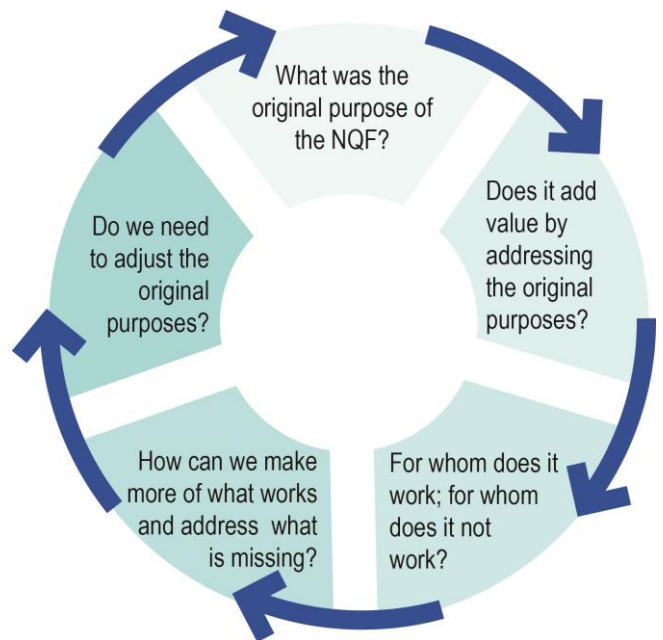 What was the
original purpose of
the NQF?
Does it add
value by
addressing
the original
purposes?
For whom does it
work; for whom
does it not
work?
How can we make
more of what works
and address what
is missing?
Do we need
to adjust the
original
purposes?